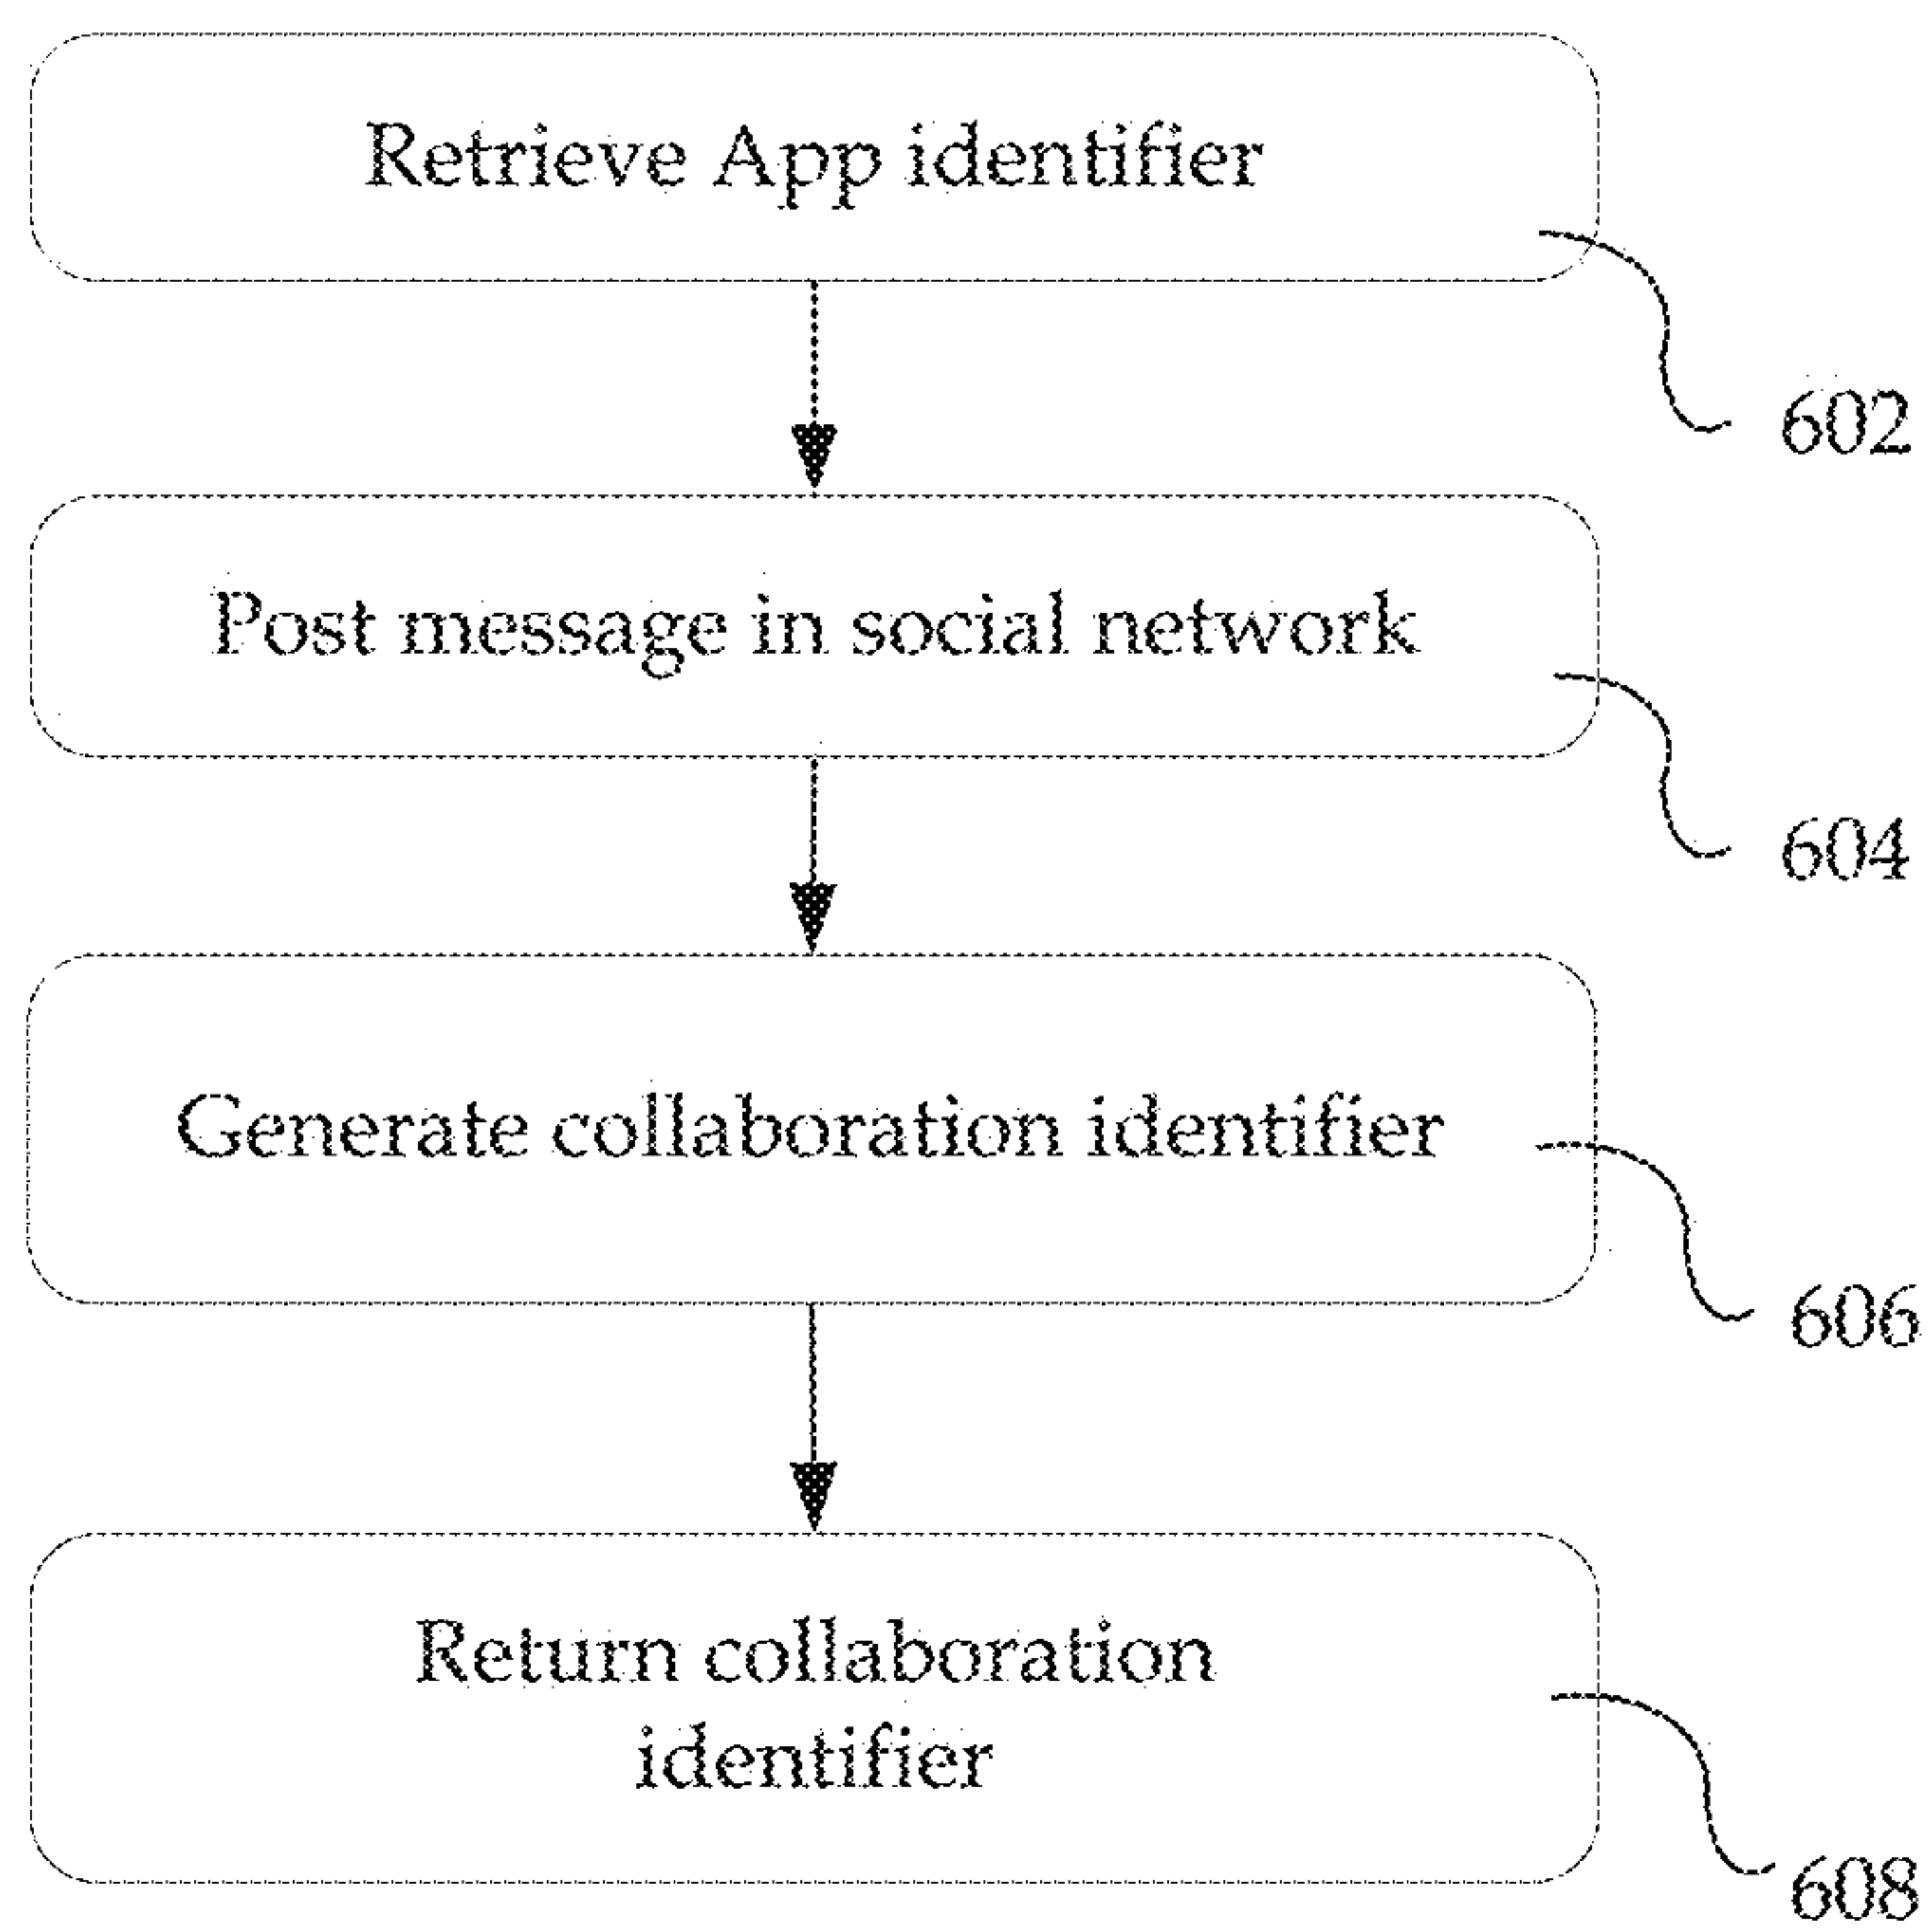 Retrieve App identifier
602
Post message in social network
604
Generate collaboration identifier
606
Return collaboration
identifier
608